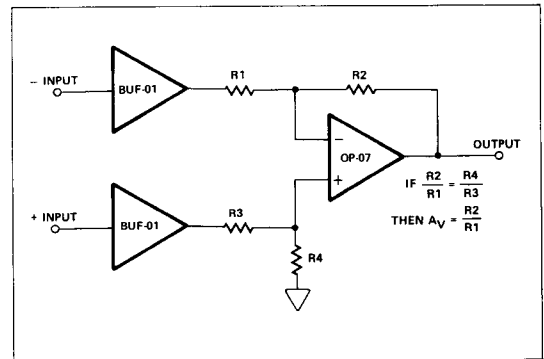 − INPUT
BUF-01
R1
R2
OP-07
−
+
OUTPUT
IF R2/R1 = R4/R3
THEN AV = R2/R1
+ INPUT
BUF-01
R3
R4